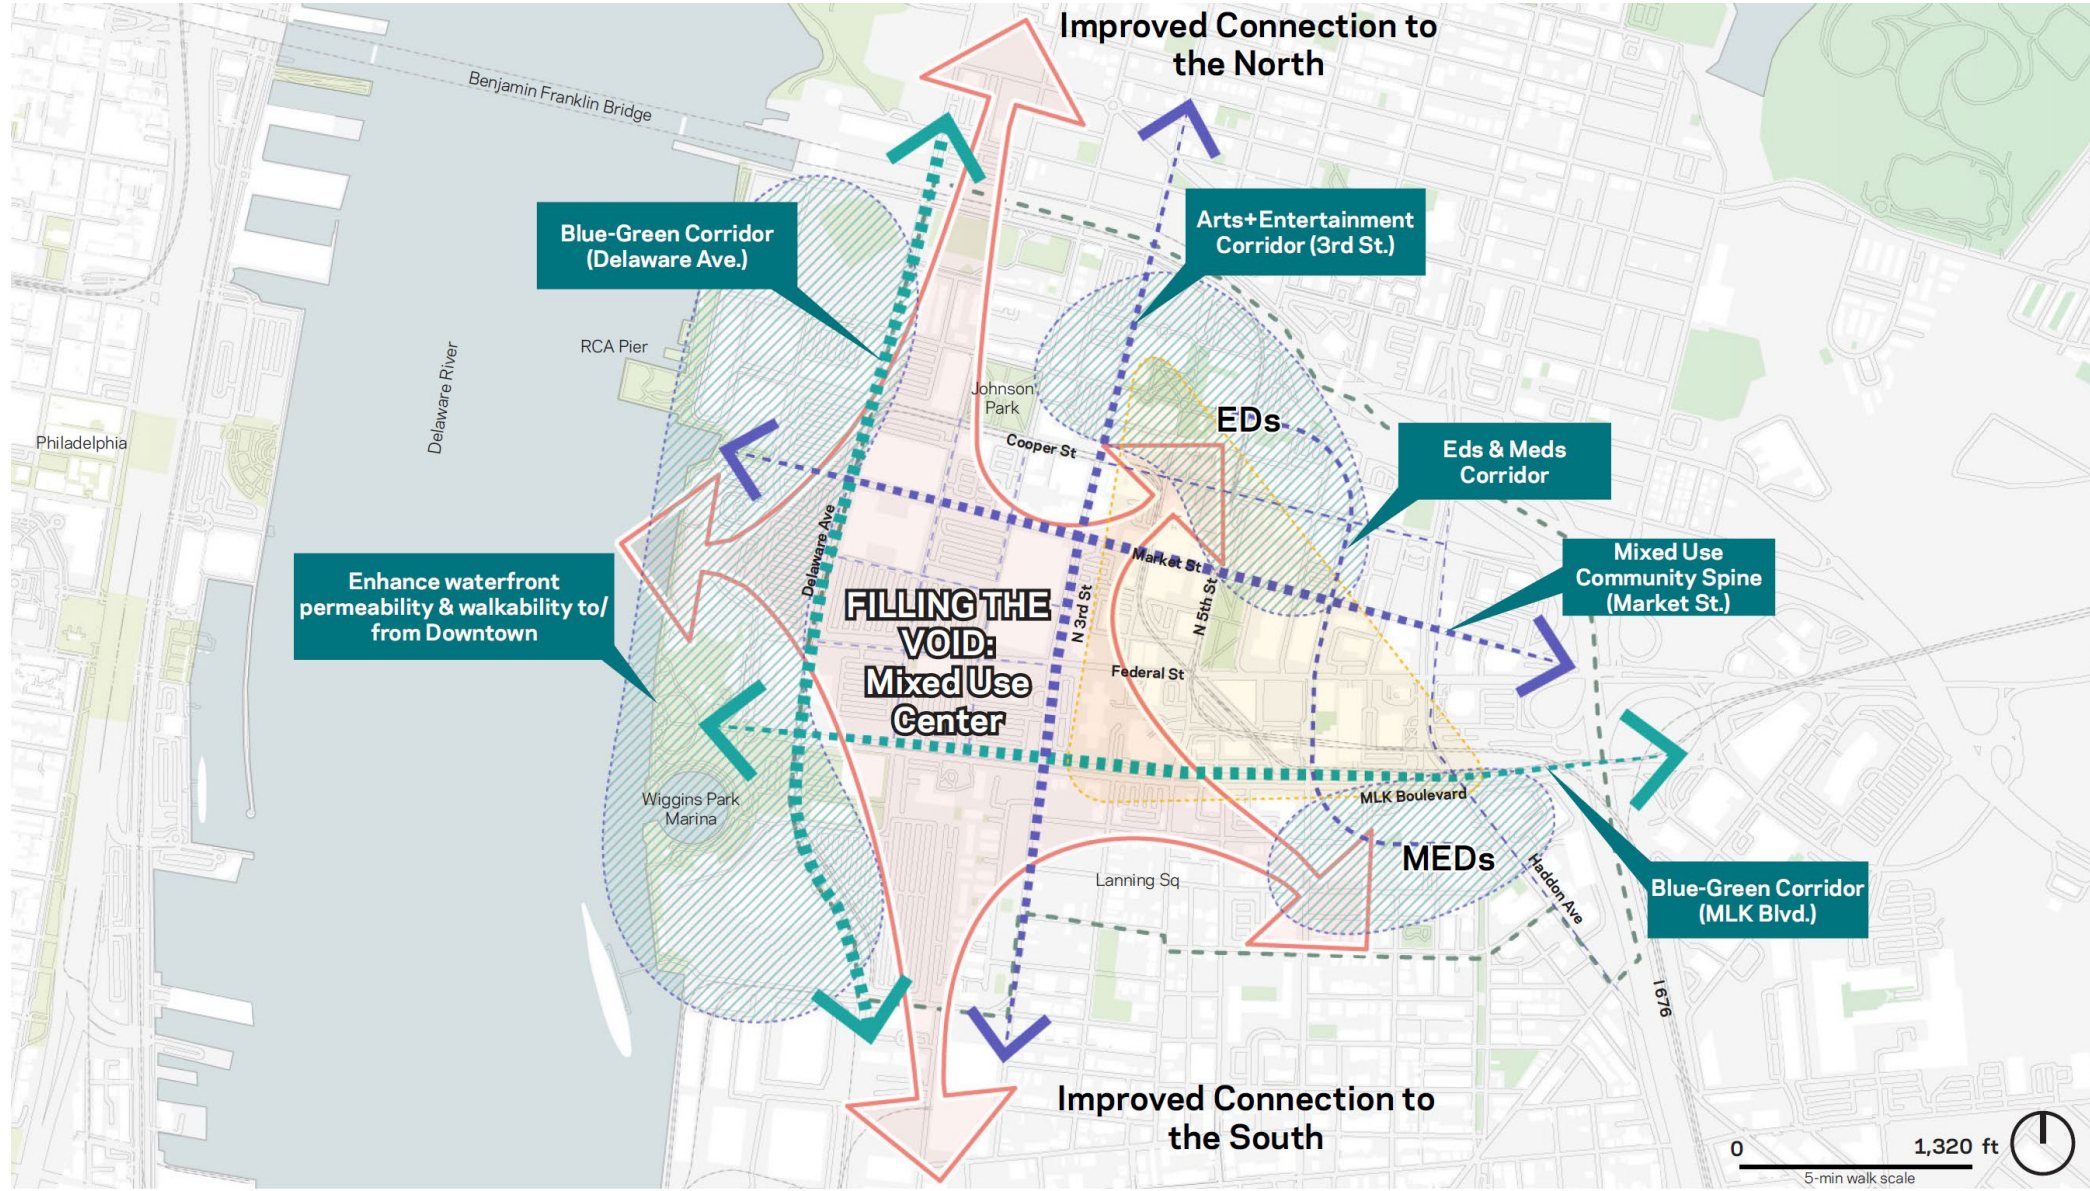 Improved Connection to
the North
Benjamin Franklin Bridge
Blue-Green Corridor
(Delaware Ave.)
Arts+Entertainment
Corridor (3rd St.)
RCA Pier
Delaware River
Philadelphia
Johnson
Park
Cooper St
EDs
Eds & Meds
Corridor
Delaware Ave
Market St
N 3rd St
N 5th St
Federal St
Mixed Use
Community Spine
(Market St.)
Enhance waterfront
permeability & walkability to/
from Downtown
FILLING THE
VOID:
Mixed Use
Center
Wiggins Park
Marina
MLK Boulevard
MEDs
Lanning Sq
Haddon Ave
Blue-Green Corridor
(MLK Blvd.)
I 676
Improved Connection to
the South
0 1,320 ft
5-min walk scale